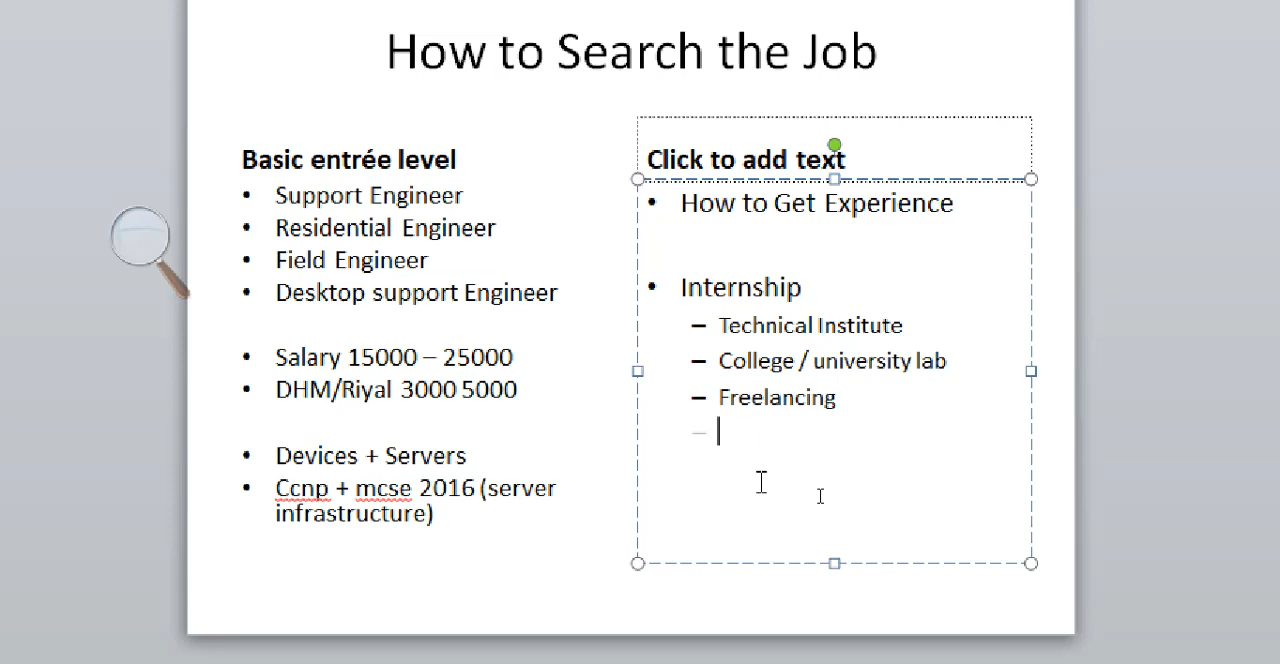 How to Search the Job
Basic entrée level
• Support Engineer
• Residential Engineer
• Field Engineer
• Desktop support Engineer
• Salary 15000 – 25000
• DHM/Riyal 3000 5000
• Devices + Servers
• Ccnp + mcse 2016 (server
infrastructure)
Click to add text
• How to Get Experience
• Internship
– Technical Institute
– College / university lab
– Freelancing
–